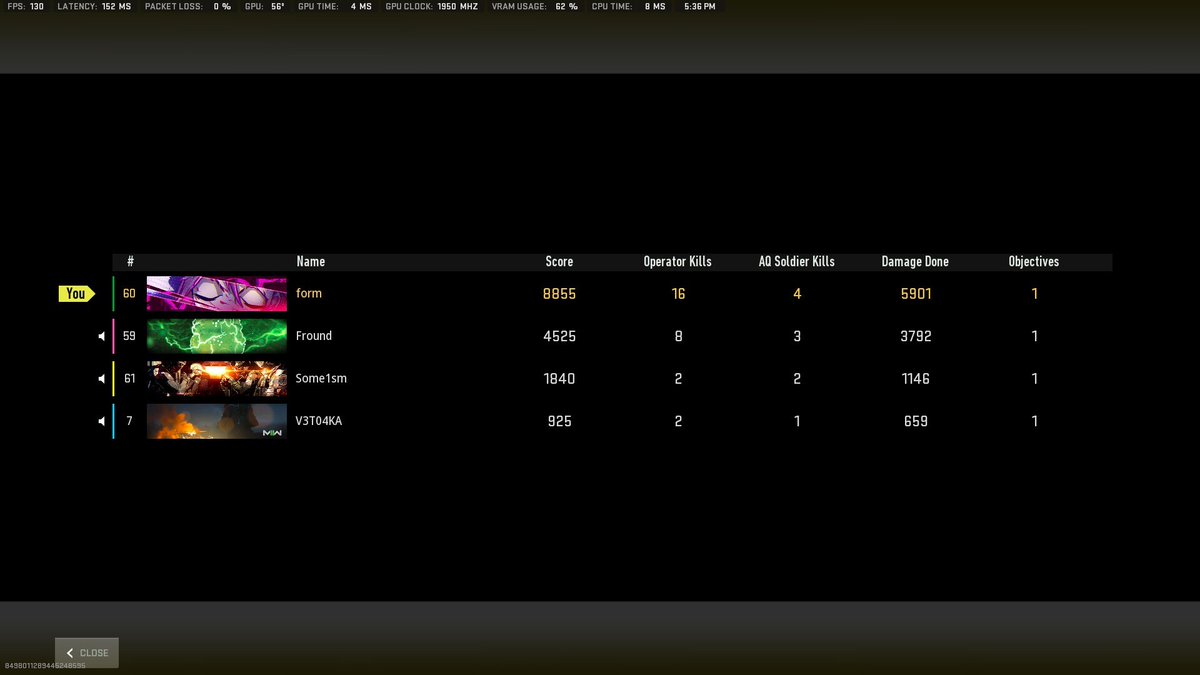 FPS: 130 LATENCY: 152 MS PACKET LOSS: 0 % GPU: 56° GPU TIME: 4 MS GPU CLOCK: 1950 MHZ VRAM USAGE: 62 % CPU TIME: 8 MS 5:36 PM
# Name Score Operator Kills AQ Soldier Kills Damage Done Objectives
You 60 form 8855 16 4 5901 1
59 Fround 4525 8 3 3792 1
61 Some1sm 1840 2 2 1146 1
7 MWII V3T04KA 925 2 1 659 1
CLOSE
8498011289445248595